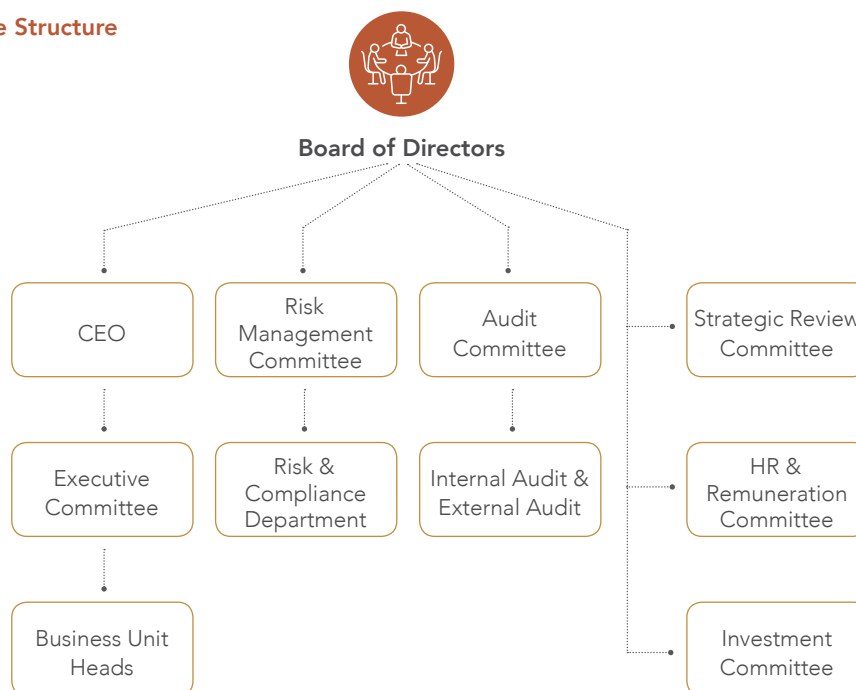 e Structure
Board of Directors
CEO
Risk
Management
Committee
Audit
Committee
Strategic Review
Committee
Executive
Committee
Risk &
Compliance
Department
Internal Audit &
External Audit
HR &
Remuneration
Committee
Business Unit
Heads
Investment
Committee